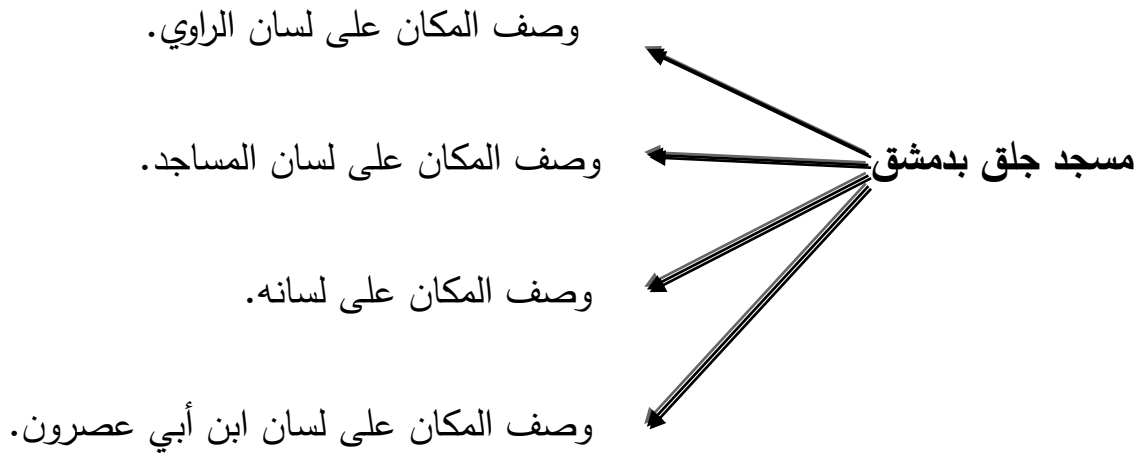 وصف المكان على لسان الراوي.
مسجد جلق بدمشق
وصف المكان على لسان المساجد.
وصف المكان على لسانه.
وصف المكان على لسان ابن أبي عصرون.